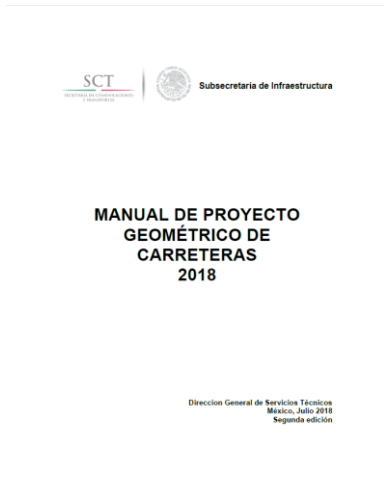 SCT
SECRETARÍA DE COMUNICACIONES
Y TRANSPORTES
Subsecretaría de Infraestructura
MANUAL DE PROYECTO
GEOMÉTRICO DE
CARRETERAS
2018
Direccion General de Servicios Técnicos
México, Julio 2018
Segunda edición